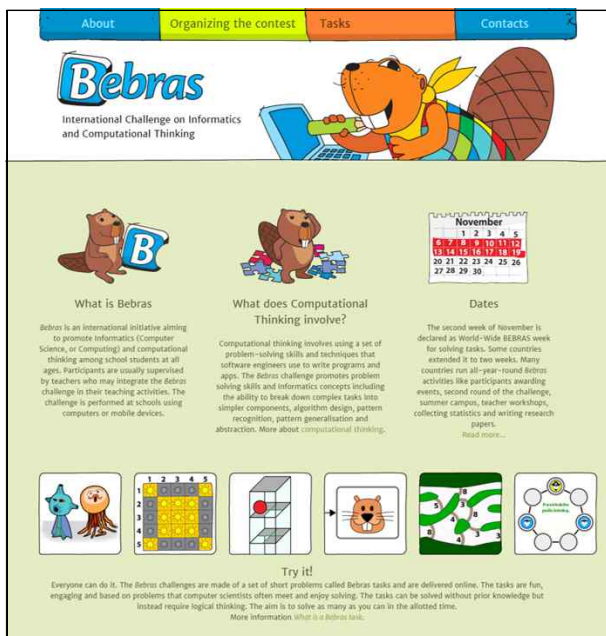 About
Organizing the contest
Tasks
Contacts
Bebras
International Challenge on Informatics
and Computational Thinking
B
November
1 2 3 4 5
6 7 8 9 10 11 12
13 14 15 16 17 18 19
20 21 22 23 24 25 26
27 28 29 30
What is Bebras
Bebras is an international initiative aiming
to promote Informatics (Computer
Science, or Computing) and computational
thinking among school students at all
ages. Participants are usually supervised
by teachers who may integrate the Bebras
challenge in their teaching activities. The
challenge is performed at schools using
computers or mobile devices.
What does Computational
Thinking involve?
Computational thinking involves using a set of
problem-solving skills and techniques that
software engineers use to write programs and
apps. The Bebras challenge promotes problem
solving skills and Informatics concepts including
the ability to break down complex tasks into
simpler components, algorithm design, pattern
recognition, pattern generalisation and
abstraction. More about computational thinking.
Dates
The second week of November is
declared as World-Wide BEBRAS week
for solving tasks. Some countries
extended it to two weeks. Many
countries run all-year-round Bebras
activities like participants awarding
events, second round of the challenge,
summer campus, teacher workshops,
collecting statistics and writing research
papers.
Read more...
1 2 3 4 5
1
2
3
4
5
8
5
8
4
3
3
Try it!
Everyone can do it. The Bebras challenges are made of a set of short problems called Bebras tasks and are delivered online. The tasks are fun,
engaging and based on problems that computer scientists often meet and enjoy solving. The tasks can be solved without prior knowledge but
instead require logical thinking. The aim is to solve as many as you can in the allotted time.
More information What is a Bebras task.